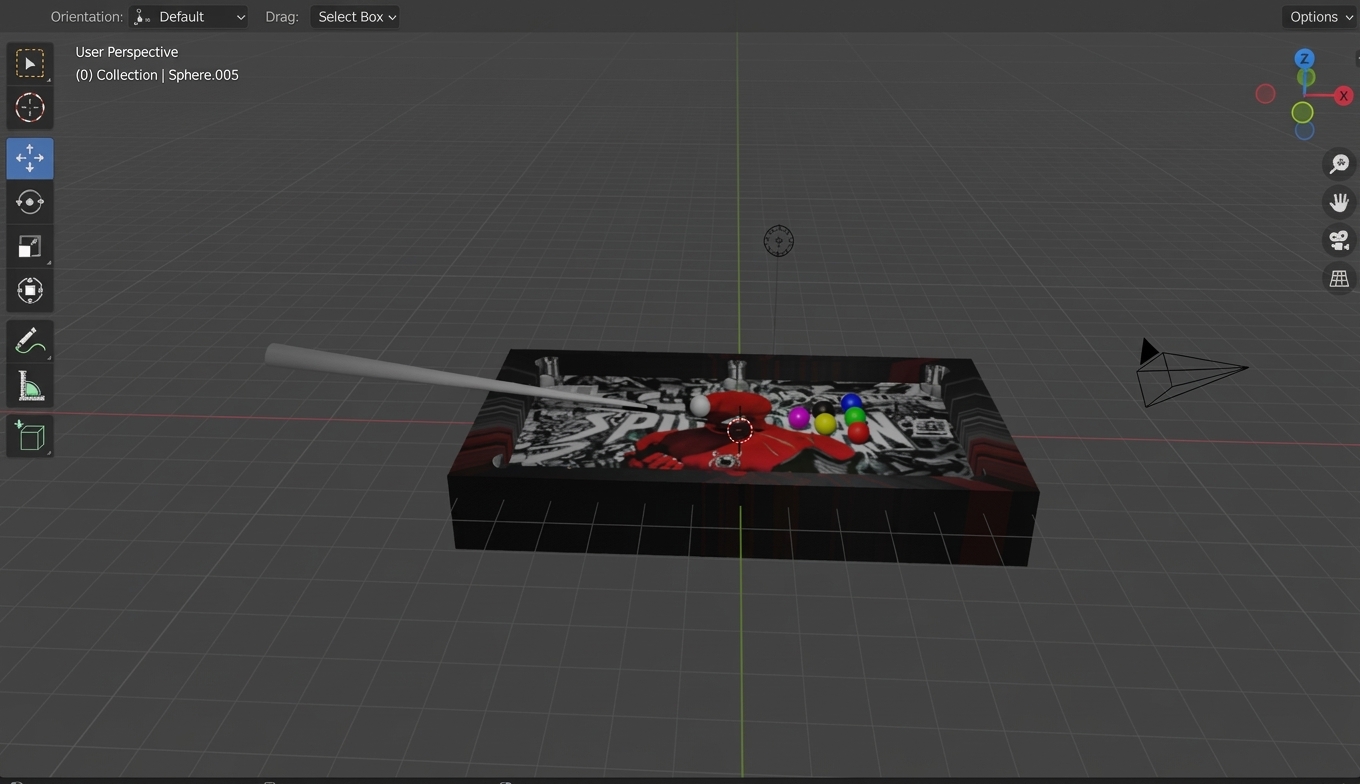 Orientation: Default Drag: Select Box Options
User Perspective
(0) Collection | Sphere.005
Z
X